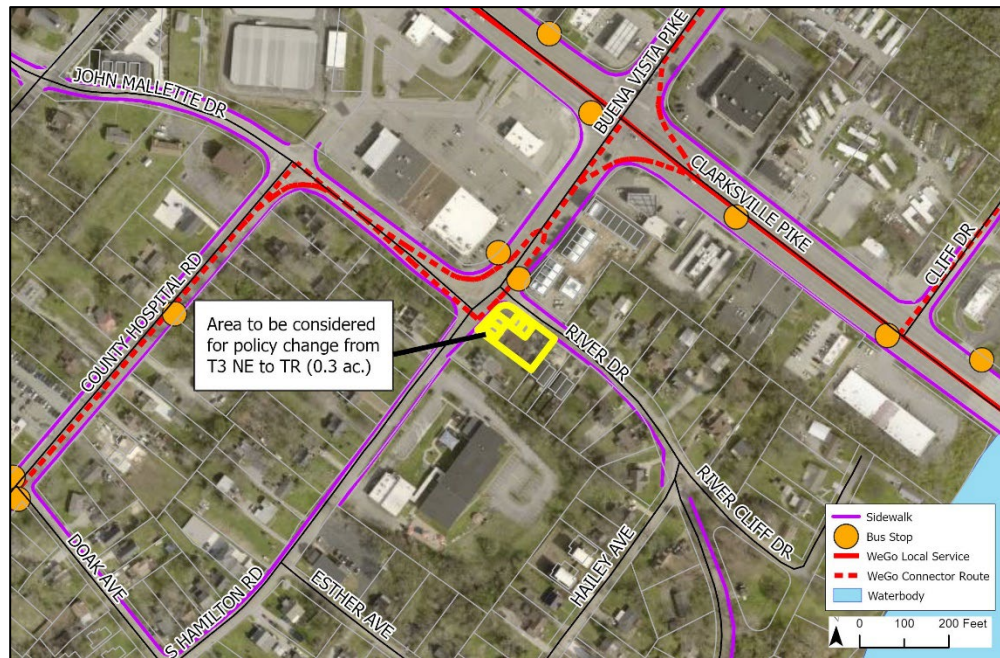 JOHN MALLETTE DR
BUENA VISTA PIKE
CLARKSVILLE PIKE
CLIFF DR
COUNTY HOSPITAL RD
Area to be considered
for policy change from
T3 NE to TR (0.3 ac.)
RIVER DR
RIVER CLIFF DR
DOAK AVE
S HAMILTON RD
ESTHER AVE
HAILEY AVE
Sidewalk
Bus Stop
WeGo Local Service
WeGo Connector Route
Waterbody
N
0 100 200 Feet